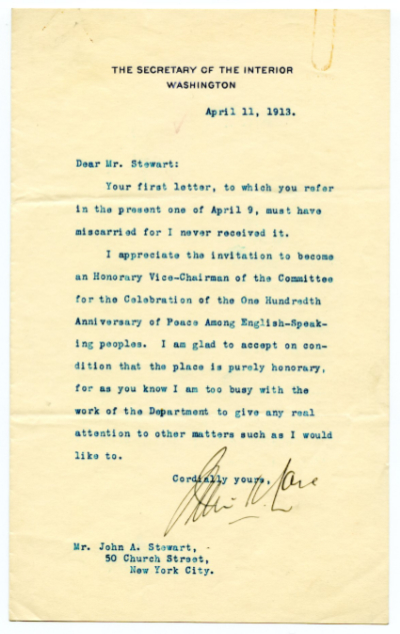 THE SECRETARY OF THE INTERIOR
WASHINGTON
April 11, 1913.
Dear Mr. Stewart:
Your first letter, to which you refer
in the present one of April 9, must have
miscarried for I never received it.
I appreciate the invitation to become
an Honorary Vice-Chairman of the Committee
for the Celebration of the One Hundredth
Anniversary of Peace Among English-Speak-
ing peoples. I am glad to accept on con-
dition that the place is purely honorary,
for as you know I am too busy with the
work of the Department to give any real
attention to other matters such as I would
like to.
Cordially yours,
Lane
Mr. John A. Stewart,
50 Church Street,
New York City.